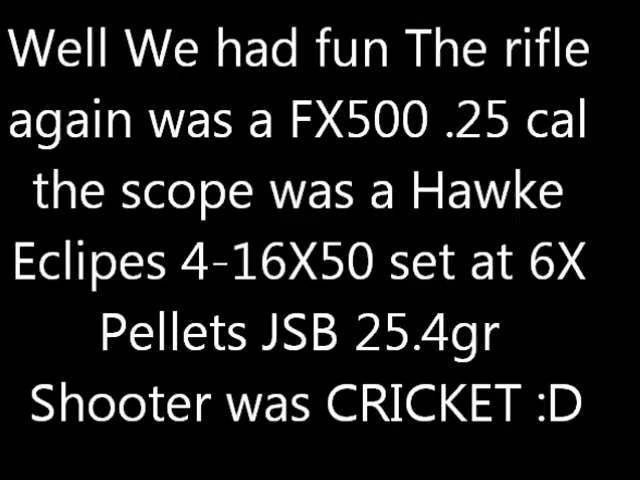 Well We had fun The rifle
again was a FX500 .25 cal
the scope was a Hawke
Eclipes 4-16X50 set at 6X
Pellets JSB 25.4gr
Shooter was CRICKET :D